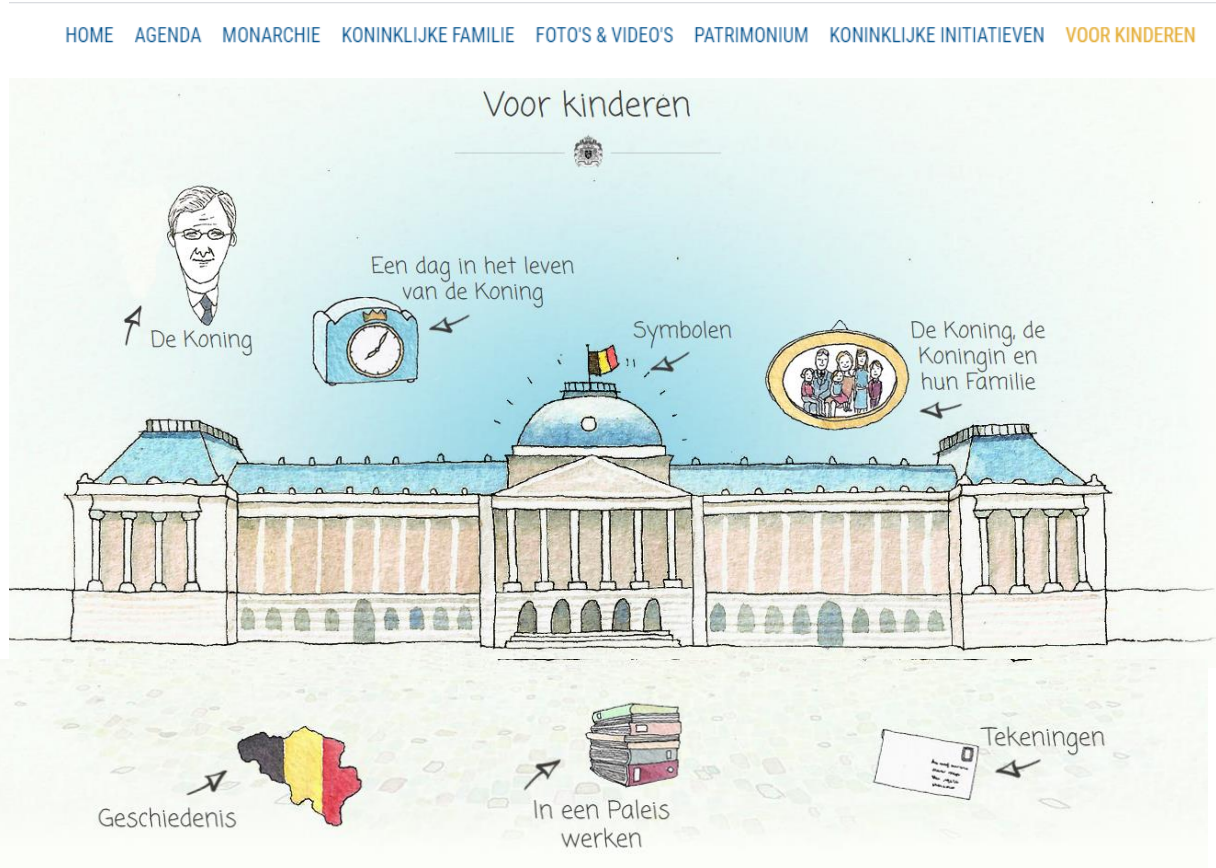 HOME AGENDA MONARCHIE KONINKLIJKE FAMILIE FOTO'S & VIDEO'S PATRIMONIUM KONINKLIJKE INITIATIEVEN VOOR KINDEREN
Voor kinderen
De Koning
Een dag in het leven
van de Koning
Symbolen
De Koning, de
Koningin en
hun Familie
Geschiedenis
In een Paleis
werken
Tekeningen